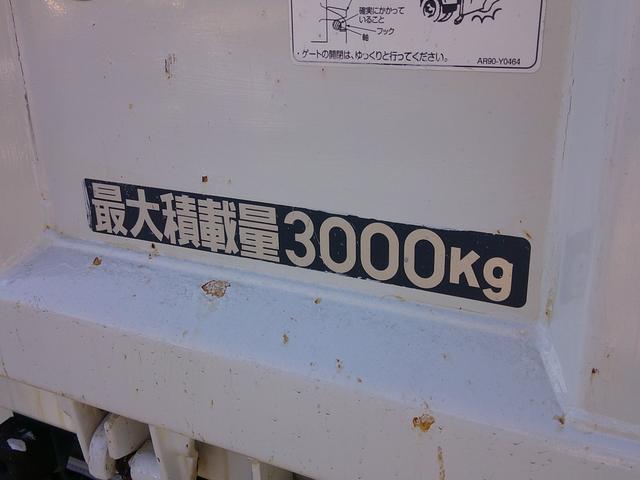 確実にかかって
いること
フック
軸
・ゲートの開閉は、ゆっくりと行ってください。
AR90-Y0464
最大積載量3000Kg